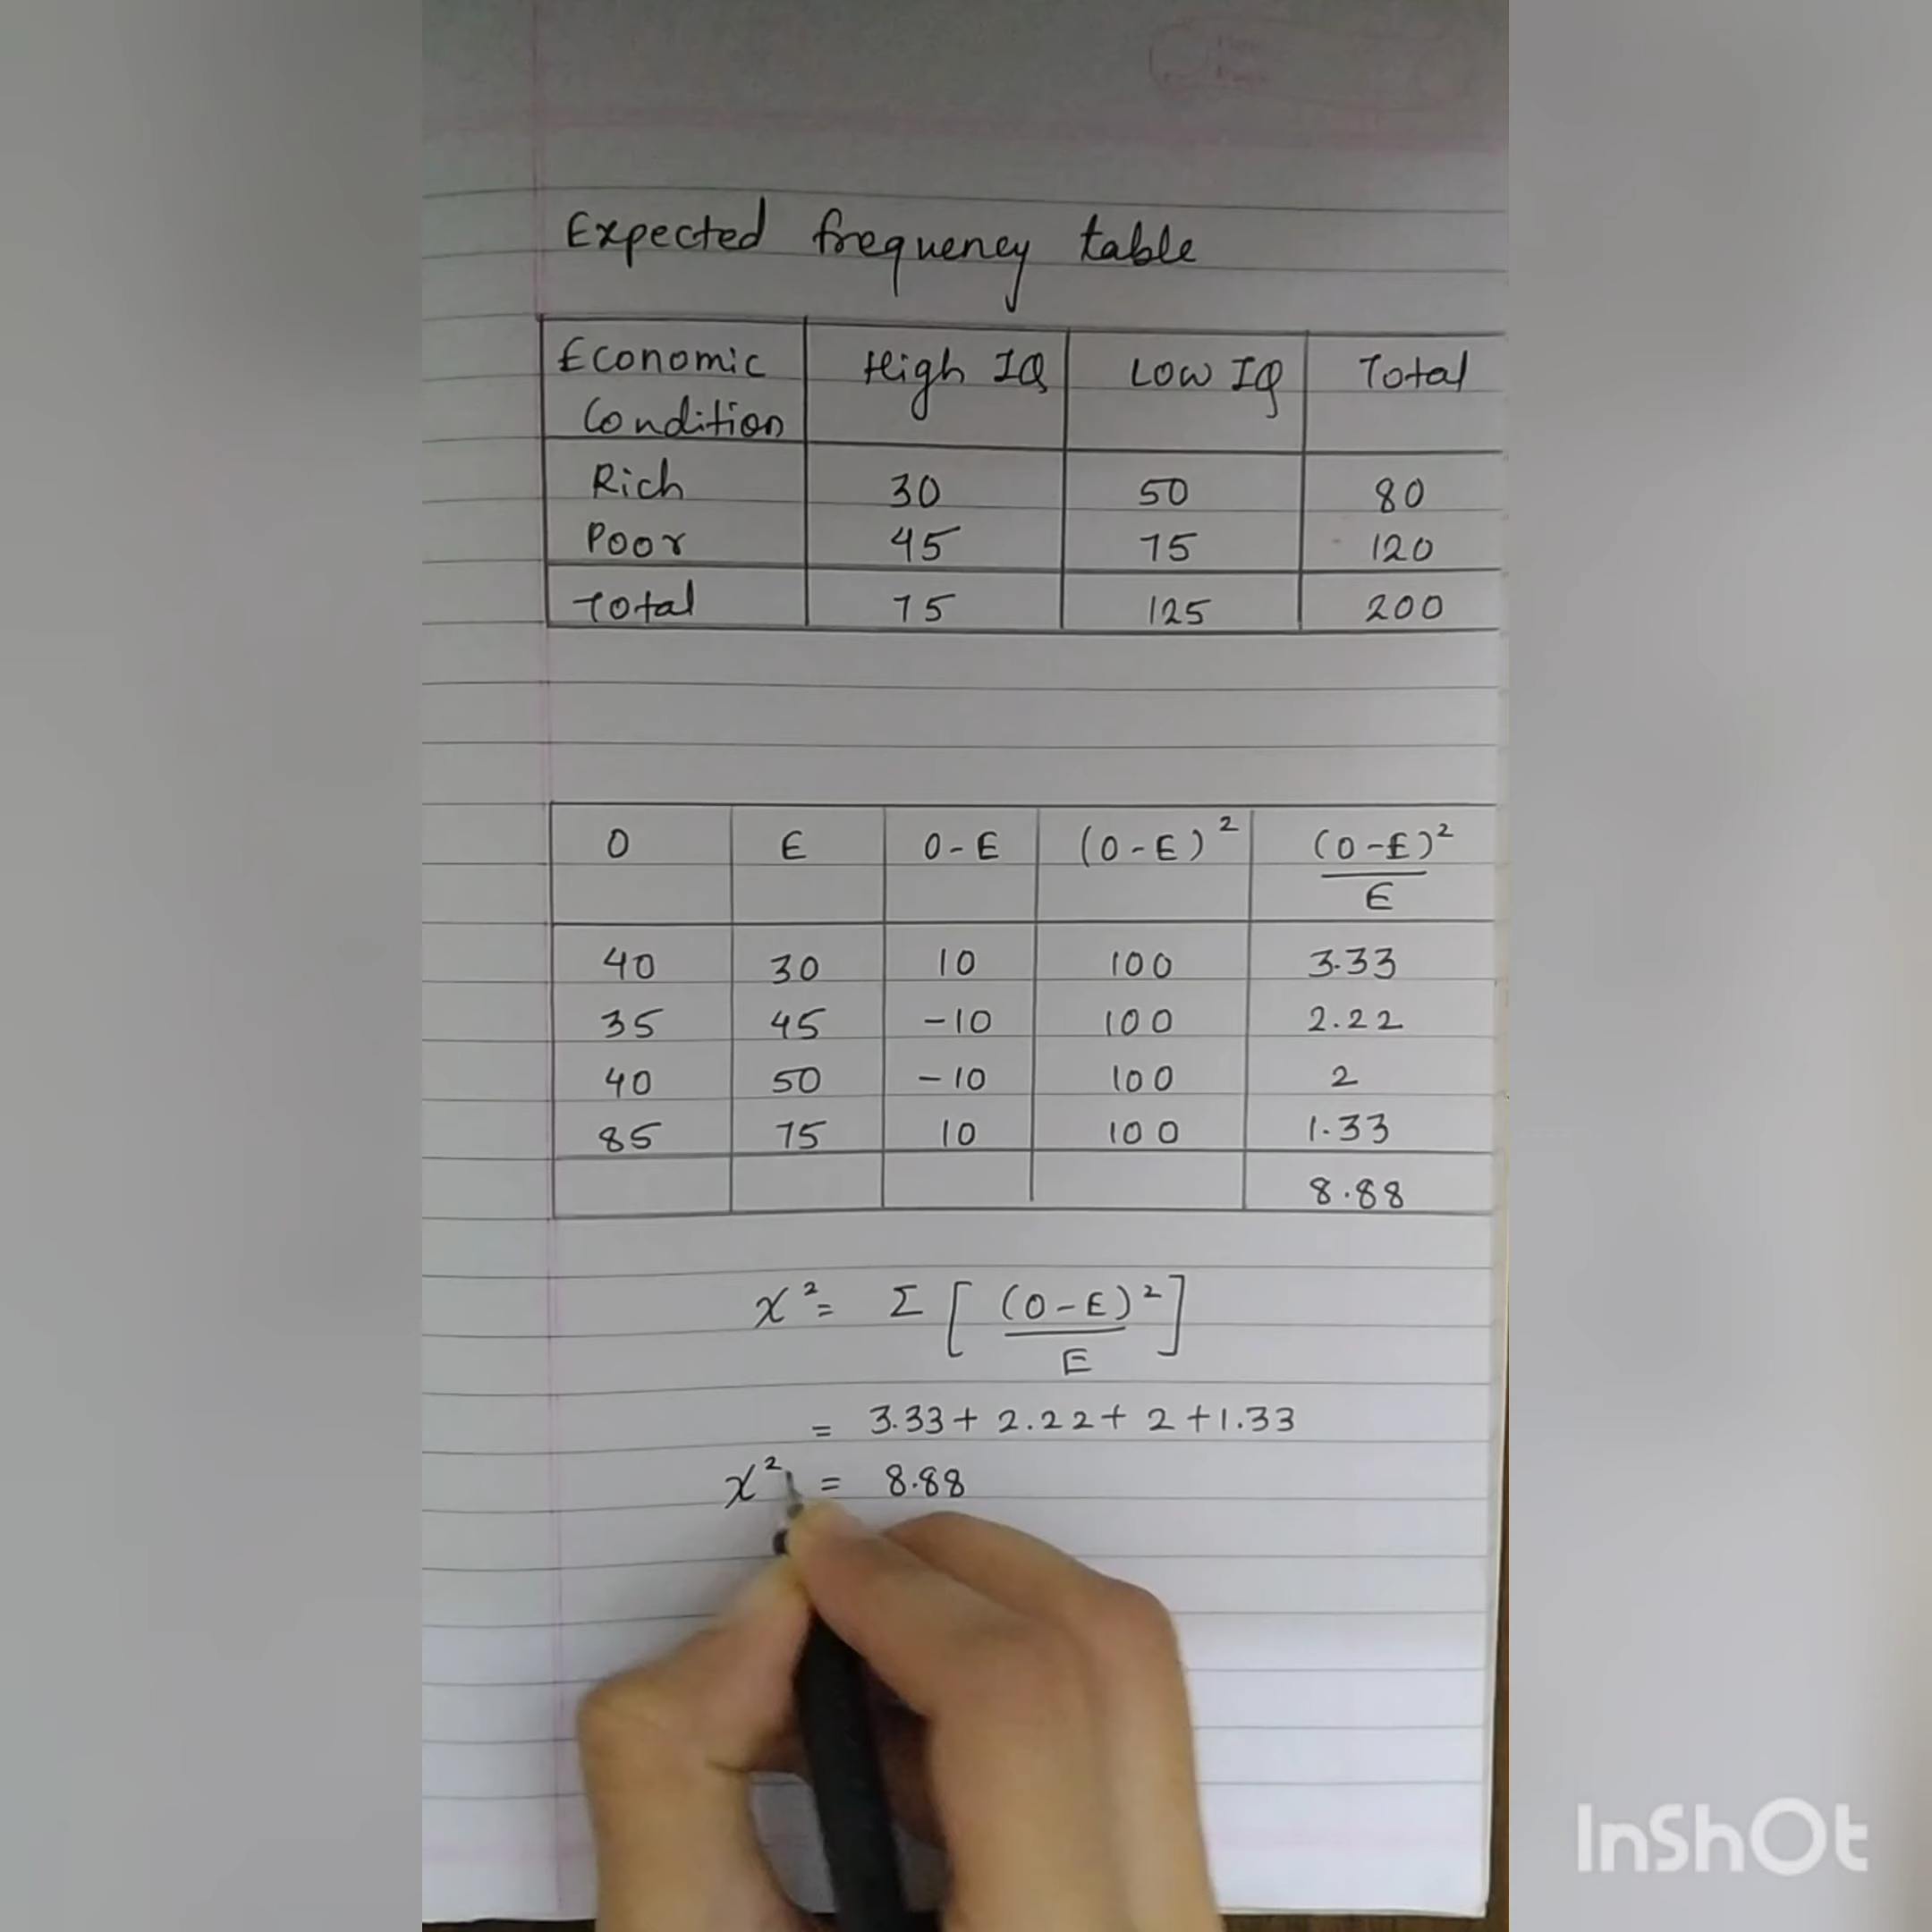 Expected frequency table
Economic Condition High IQ Low IQ Total
Rich 30 50 80
Poor 45 75 120
Total 75 125 200
O E O-E (O-E)² (O-E)²/E
40 30 10 100 3.33
35 45 -10 100 2.22
40 50 -10 100 2
85 75 10 100 1.33
8.88
χ² = Σ [(O-E)²/E]
= 3.33 + 2.22 + 2 + 1.33
χ² = 8.88
InShOt